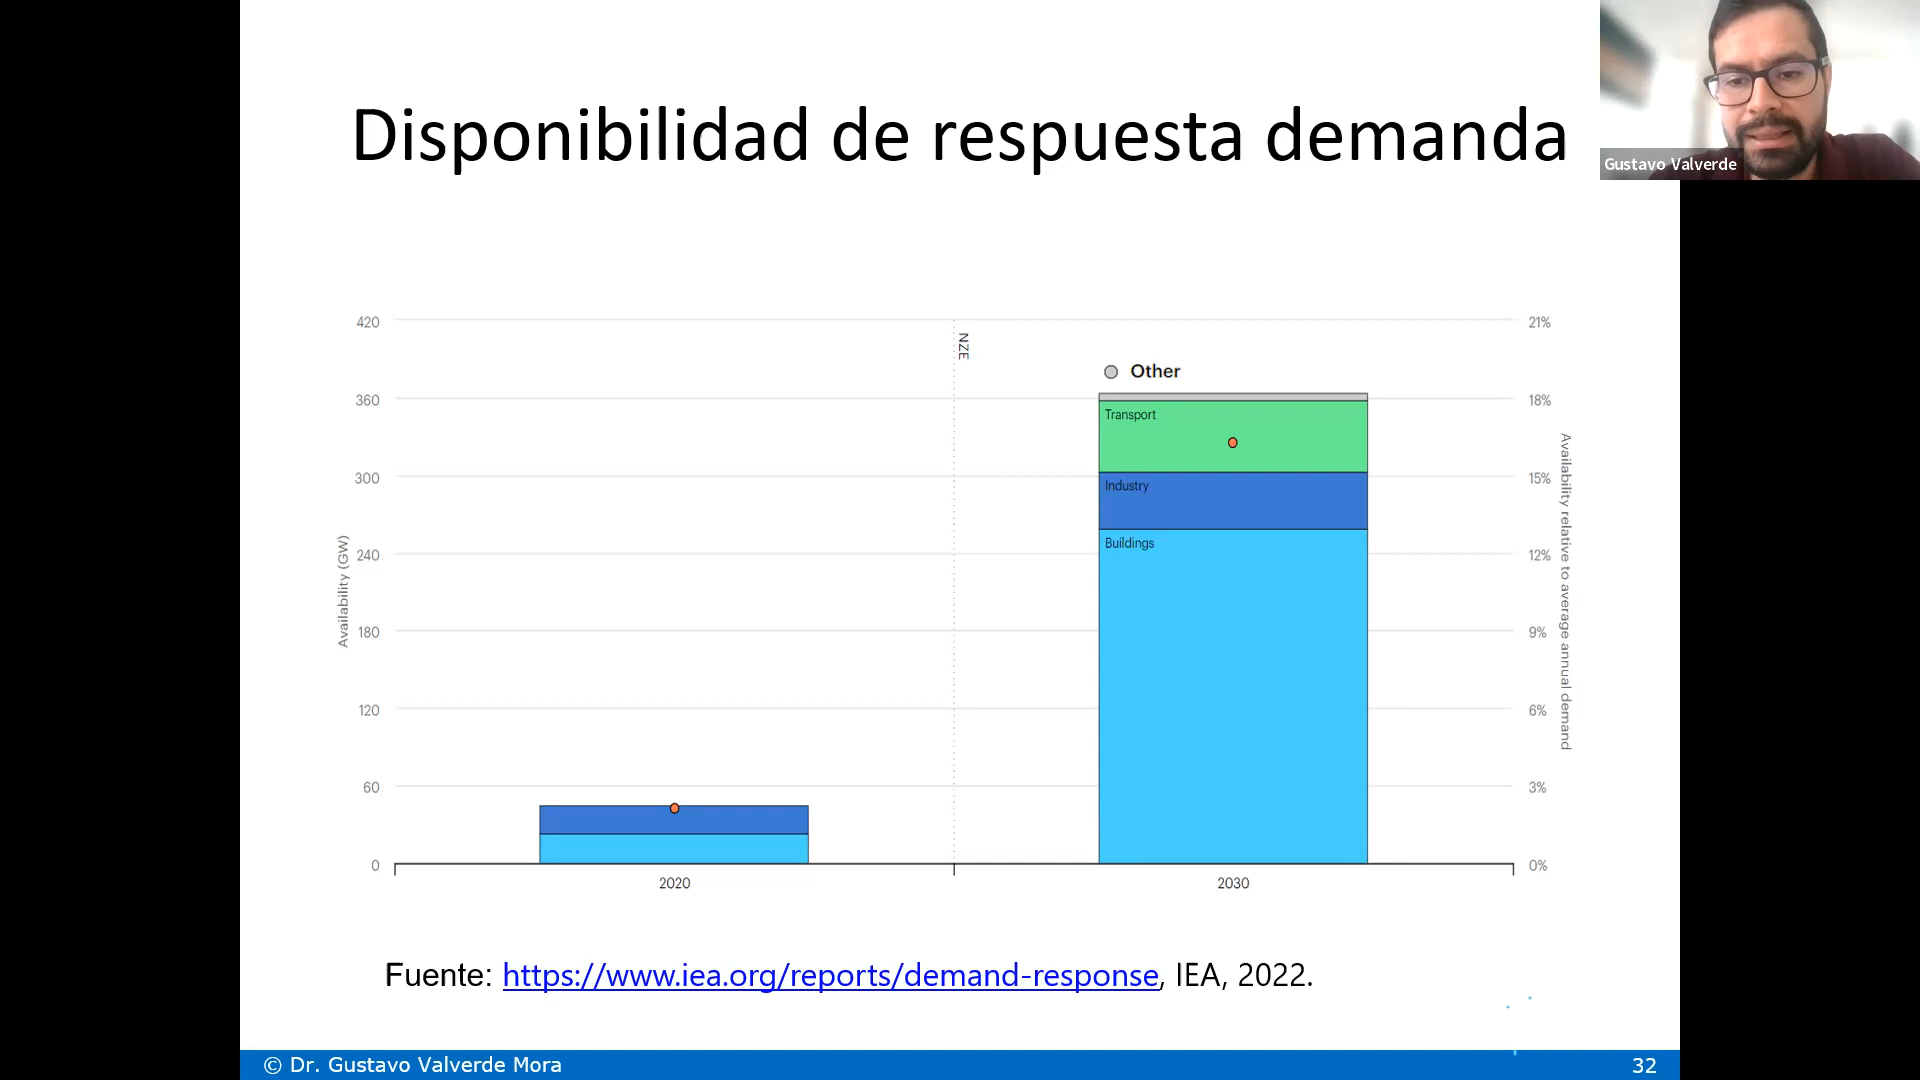 Disponibilidad de respuesta demanda
Gustavo Valverde
420
360
300
240
180
120
60
0
Availability (GW)
NZE
Other
Transport
Industry
Buildings
21%
18%
15%
12%
9%
6%
3%
0%
Availability relative to average annual demand
2020
2030
Fuente: https://www.iea.org/reports/demand-response, IEA, 2022.
© Dr. Gustavo Valverde Mora
32